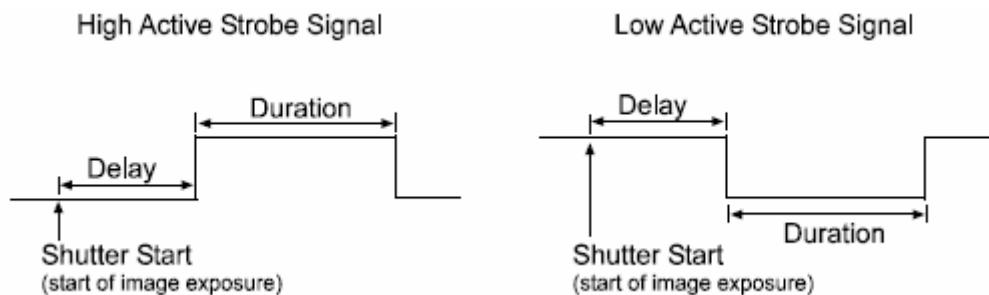 High Active Strobe Signal
Duration
Delay
Shutter Start
(start of image exposure)
Low Active Strobe Signal
Delay
Duration
Shutter Start
(start of image exposure)